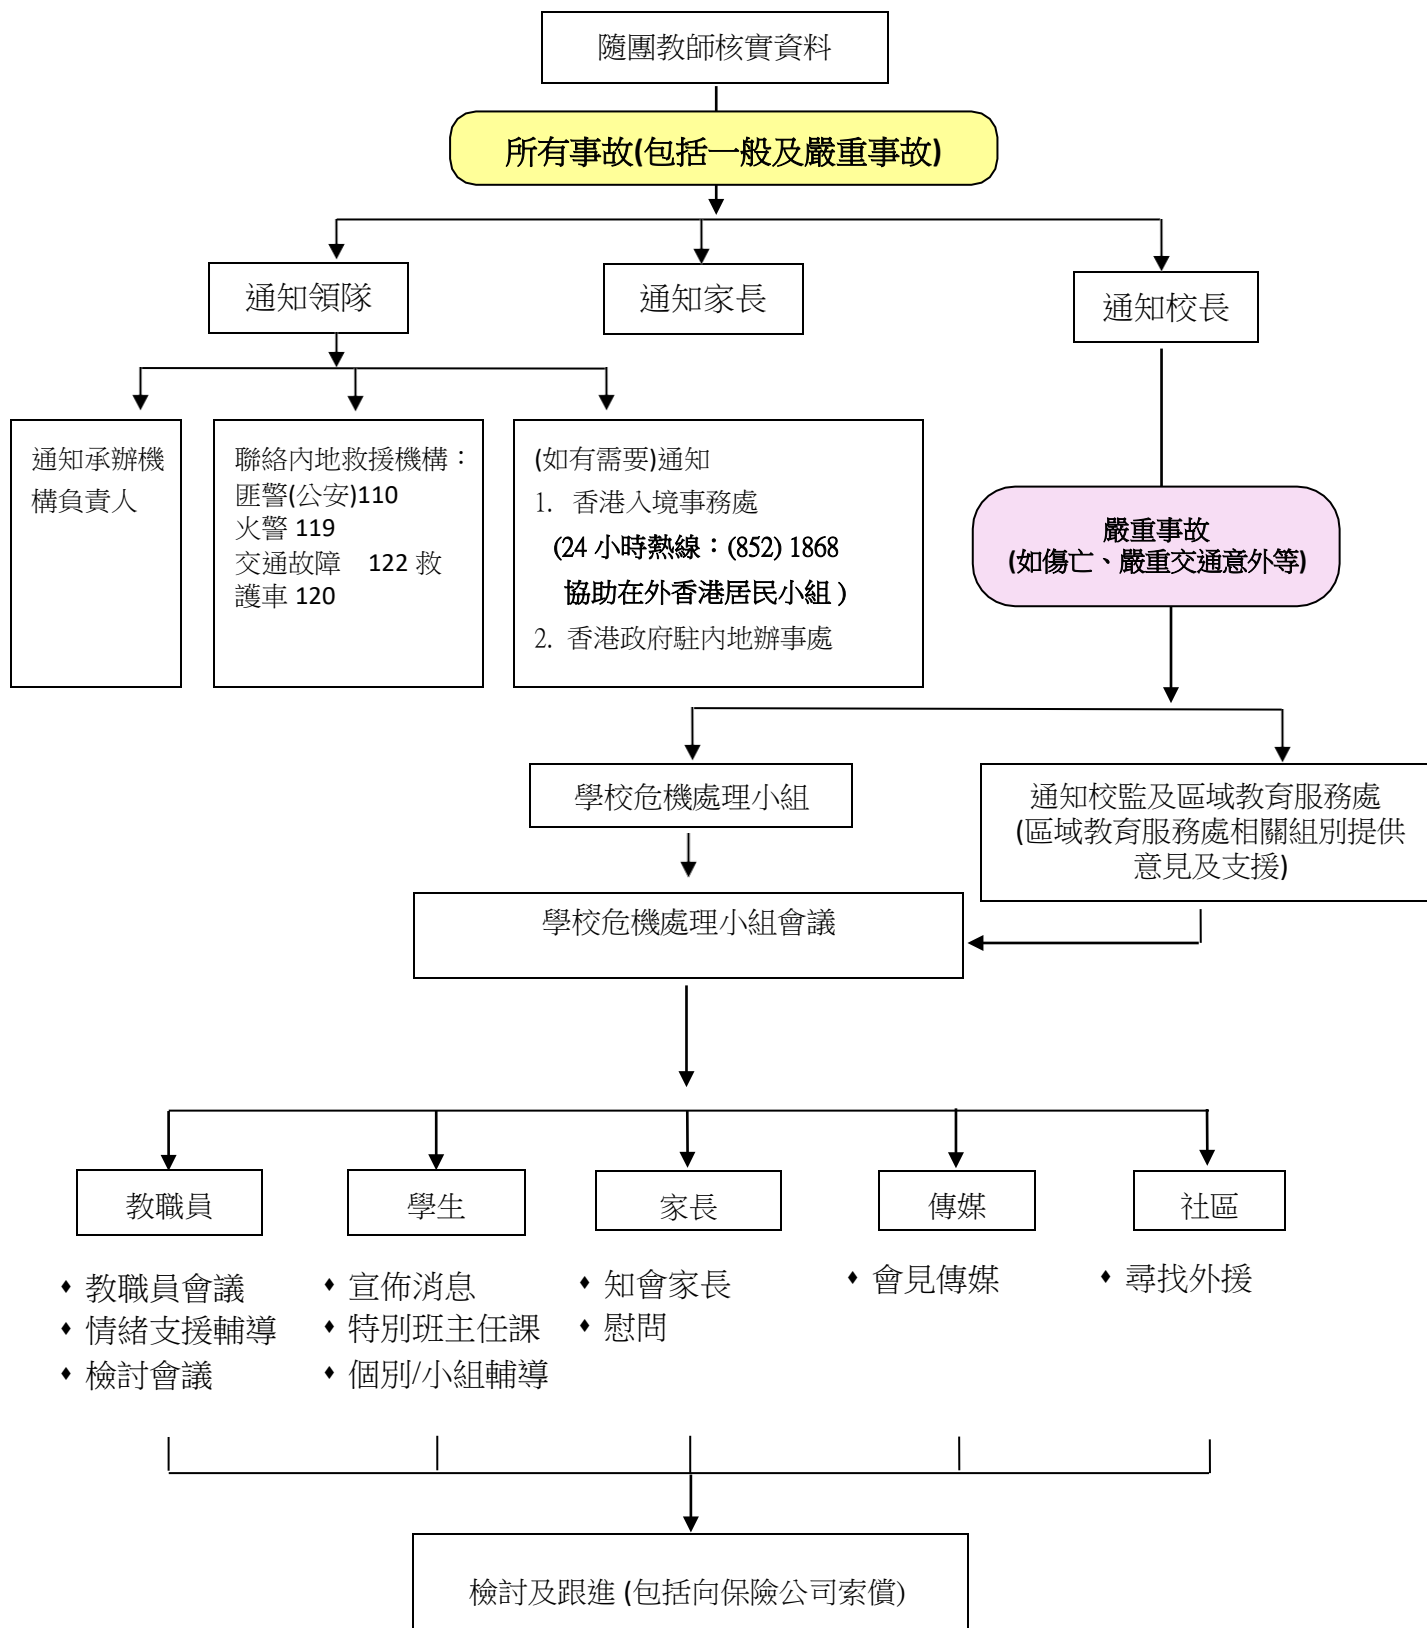 隨團教師核實資料
所有事故(包括一般及嚴重事故)
通知領隊
通知家長
通知校長
通知承辦機
構負責人
聯絡內地救援機構：
匪警(公安)110
火警 119
交通故障 122 救
護車 120
(如有需要)通知
1. 香港入境事務處
(24 小時熱線：(852) 1868
協助在外香港居民小組 )
2. 香港政府駐內地辦事處
嚴重事故
(如傷亡、嚴重交通意外等)
學校危機處理小組
通知校監及區域教育服務處
(區域教育服務處相關組別提供
意見及支援)
學校危機處理小組會議
教職員
學生
家長
傳媒
社區
♦ 教職員會議
♦ 情緒支援輔導
♦ 檢討會議
♦ 宣佈消息
♦ 特別班主任課
♦ 個別/小組輔導
♦ 知會家長
♦ 慰問
♦ 會見傳媒
♦ 尋找外援
檢討及跟進 (包括向保險公司索償)